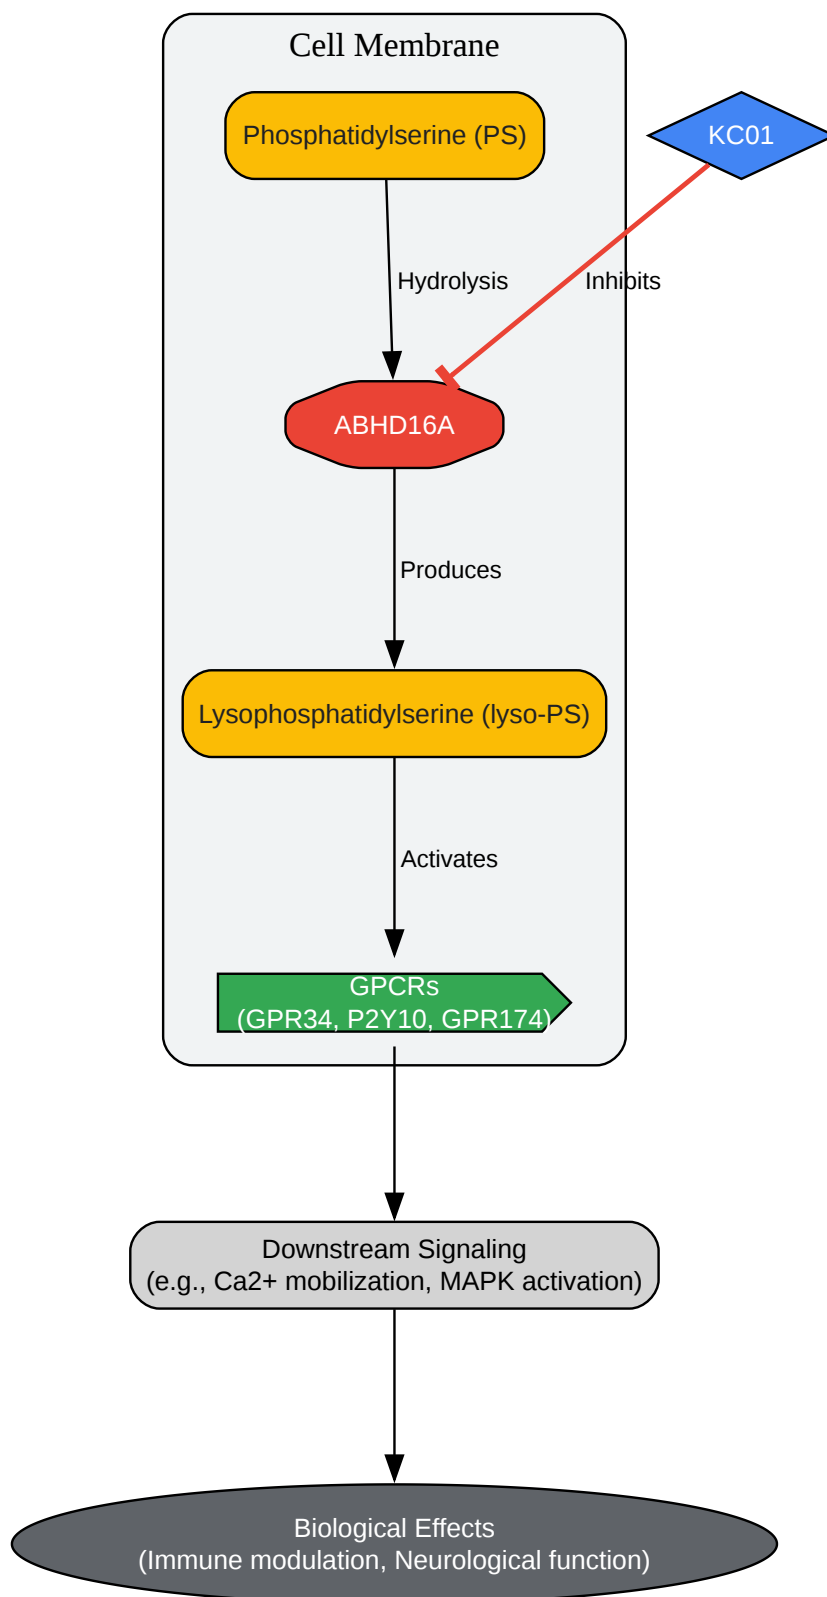 Cell Membrane
Phosphatidylserine (PS)
KC01
Hydrolysis
Inhibits
ABHD16A
Produces
Lysophosphatidylserine (lyso-PS)
Activates
GPCRs
(GPR34, P2Y10, GPR174)
Downstream Signaling
(e.g., Ca2+ mobilization, MAPK activation)
Biological Effects
(Immune modulation, Neurological function)